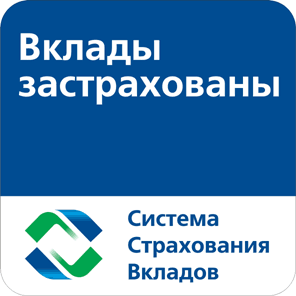 Вклады
застрахованы
Система
Страхования
Вкладов